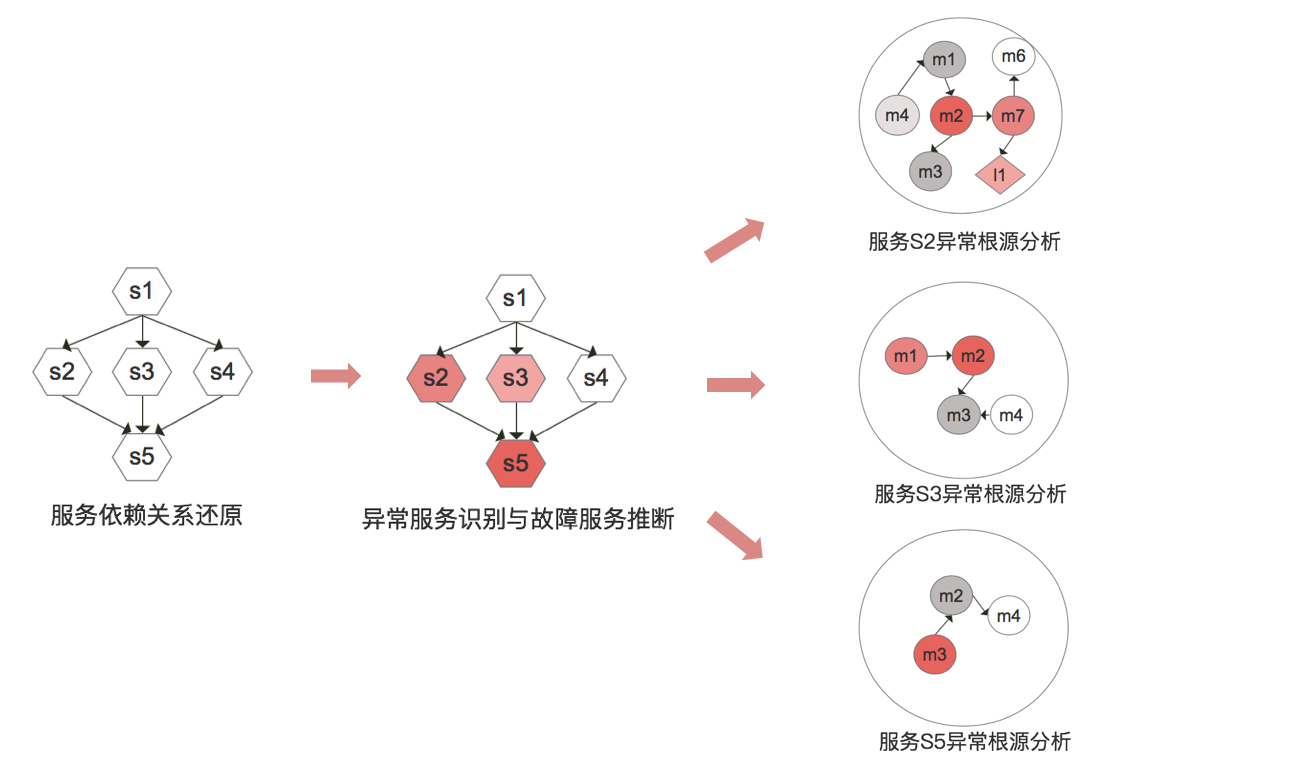 s1
s2
s3
s4
s5
服务依赖关系还原
s1
s2
s3
s4
s5
异常服务识别与故障服务推断
m1
m6
m4
m2
m7
m3
l1
服务S2异常根源分析
m1
m2
m3
m4
服务S3异常根源分析
m2
m4
m3
服务S5异常根源分析